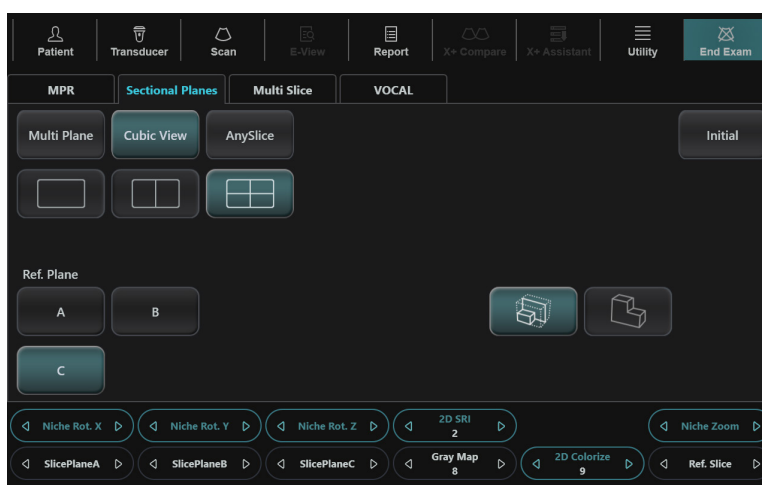 Patient Transducer Scan E-View Report X+ Compare X+ Assistant Utility End Exam
MPR Sectional Planes Multi Slice VOCAL
Multi Plane Cubic View AnySlice Initial
Ref. Plane
A B
C
Niche Rot. X Niche Rot. Y Niche Rot. Z 2D SRI Niche Zoom
2
SlicePlaneA SlicePlaneB SlicePlaneC Gray Map 2D Colorize Ref. Slice
8 9